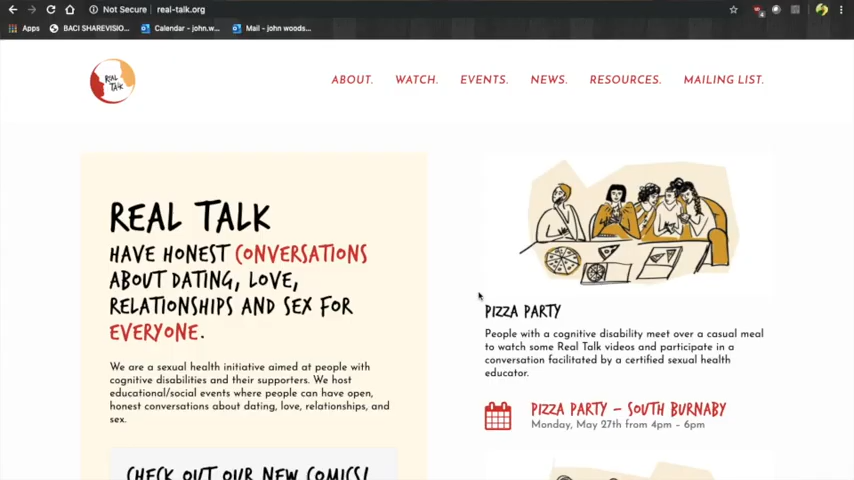 Not Secure | real-talk.org
Apps
BACI SHAREVISION...
Calendar - john.w...
Mail - john woods...
REAL TALK
ABOUT. WATCH. EVENTS. NEWS. RESOURCES. MAILING LIST.
REAL TALK
HAVE HONEST CONVERSATIONS
ABOUT DATING, LOVE,
RELATIONSHIPS AND SEX FOR
EVERYONE.
We are a sexual health initiative aimed at people with
cognitive disabilities and their supporters. We host
educational/social events where people can have open,
honest conversations about dating, love, relationships, and
sex.
CHECK OUT OUR NEW COMICS!
PIZZA PARTY
People with a cognitive disability meet over a casual meal
to watch some Real Talk videos and participate in a
conversation facilitated by a certified sexual health
educator.
PIZZA PARTY – SOUTH BURNABY
Monday, May 27th from 4pm – 6pm